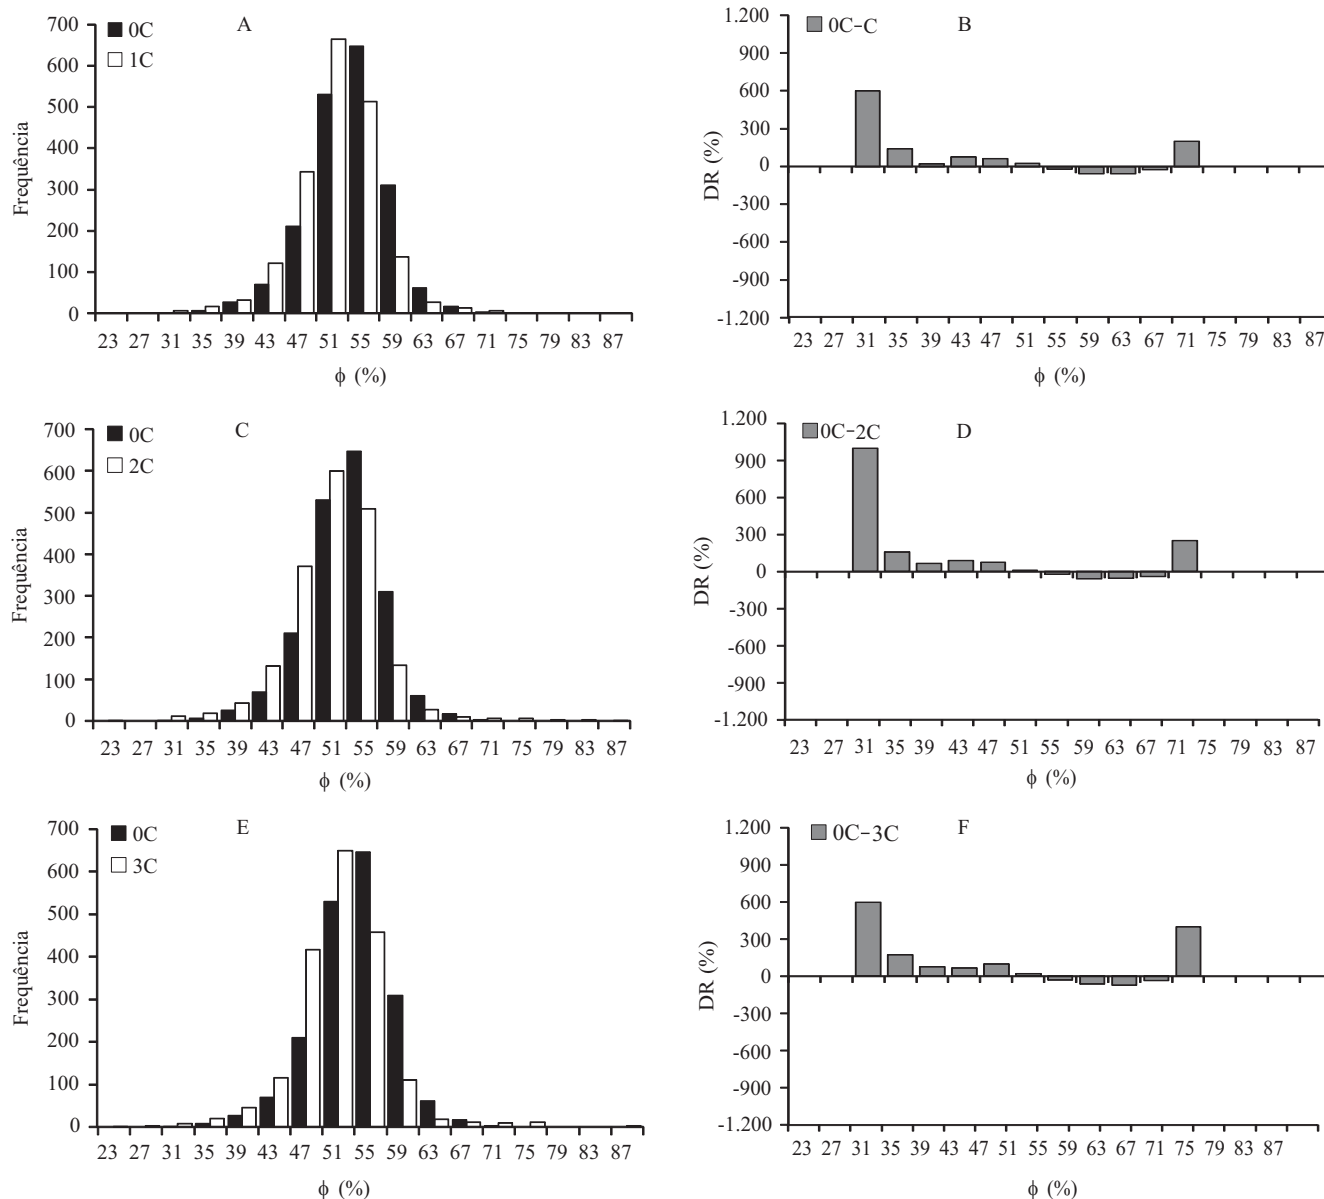 A
0C
1C
Frequência
700
600
500
400
300
200
100
0
23 27 31 35 39 43 47 51 55 59 63 67 71 75 79 83 87
ϕ (%)
B
0C-C
DR (%)
1.200
900
600
300
0
-300
-600
-900
-1.200
23 27 31 35 39 43 47 51 55 59 63 67 71 75 79 83 87
ϕ (%)
C
0C
2C
Frequência
700
600
500
400
300
200
100
0
23 27 31 35 39 43 47 51 55 59 63 67 71 75 79 83 87
ϕ (%)
D
0C-2C
DR (%)
1.200
900
600
300
0
-300
-600
-900
-1.200
23 27 31 35 39 43 47 51 55 59 63 67 71 75 79 83 87
ϕ (%)
E
0C
3C
Frequência
700
600
500
400
300
200
100
0
23 27 31 35 39 43 47 51 55 59 63 67 71 75 79 83 87
ϕ (%)
F
0C-3C
DR (%)
1.200
900
600
300
0
-300
-600
-900
-1.200
23 27 31 35 39 43 47 51 55 59 63 67 71 75 79 83 87
ϕ (%)